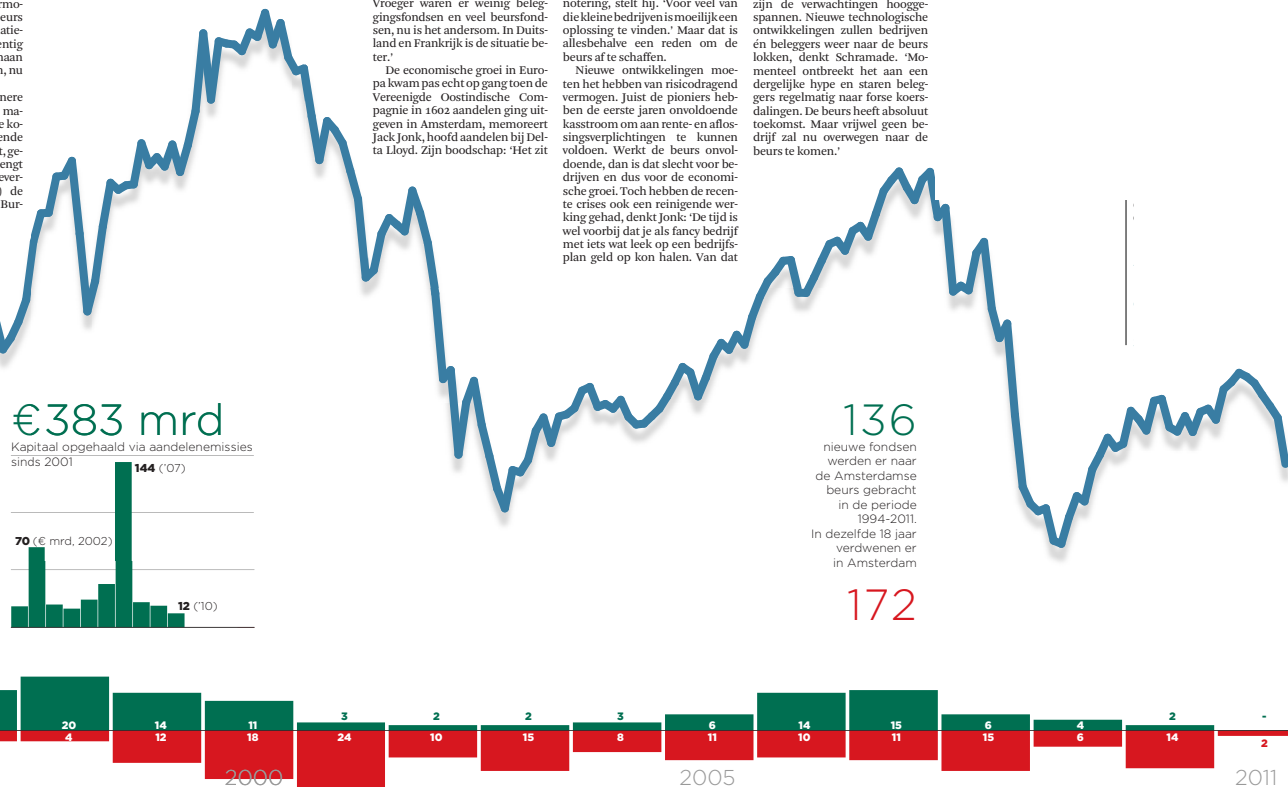 rmo-
eurs
atie-
entig
naan
n, nu
nere
ma-
e ko-
ende
t, ge-
engt
ever-
) de
Bur-
Vroeger waren er weinig beleg-
gingsfondsen en veel beursfond-
sen, nu is het andersom. In Duits-
land en Frankrijk is de situatie be-
ter.’
De economische groei in Euro-
pa kwam pas echt op gang toen de
Vereenigde Oostindische Com-
pagnie in 1602 aandelen ging uit-
geven in Amsterdam, memoreert
Jack Jonk, hoofd aandelen bij Del-
ta Lloyd. Zijn boodschap: ‘Het zit
notering, stelt hij. ‘Voor veel van
die kleine bedrijven is moeilijk een
oplossing te vinden.’ Maar dat is
allesbehalve een reden om de
beurs af te schaffen.
Nieuwe ontwikkelingen moe-
ten het hebben van risicodragend
vermogen. Juist de pioniers heb-
ben de eerste jaren onvoldoende
kasstroom om aan rente- en aflos-
singsverplichtingen te kunnen
voldoen. Werkt de beurs onvol-
doende, dan is dat slecht voor be-
drijven en dus voor de economi-
sche groei. Toch hebben de recen-
te crises ook een reinigende wer-
king gehad, denkt Jonk: ‘De tijd is
wel voorbij dat je als fancy bedrijf
met iets wat leek op een bedrijfs-
plan geld op kon halen. Van dat
zijn de verwachtingen hoogge-
spannen. Nieuwe technologische
ontwikkelingen zullen bedrijven
én beleggers weer naar de beurs
lokken, denkt Schramade. ‘Mo-
menteel ontbreekt het aan een
dergelijke hype en staren beleg-
gers regelmatig naar forse koers-
dalingen. De beurs heeft absoluut
toekomst. Maar vrijwel geen be-
drijf zal nu overwegen naar de
beurs te komen.’
€383 mrd
Kapitaal opgehaald via aandelenemissies
sinds 2001
144 (’07)
70 (€ mrd, 2002)
12 (’10)
136
nieuwe fondsen
werden er naar
de Amsterdamse
beurs gebracht
in de periode
1994-2011.
In dezelfde 18 jaar
verdwenen er
in Amsterdam
172
20 14 11 3 2 2 3 6 14 15 6 4 2 -
4 12 18 24 10 15 8 11 10 11 15 6 14 2
2000 2005 2011